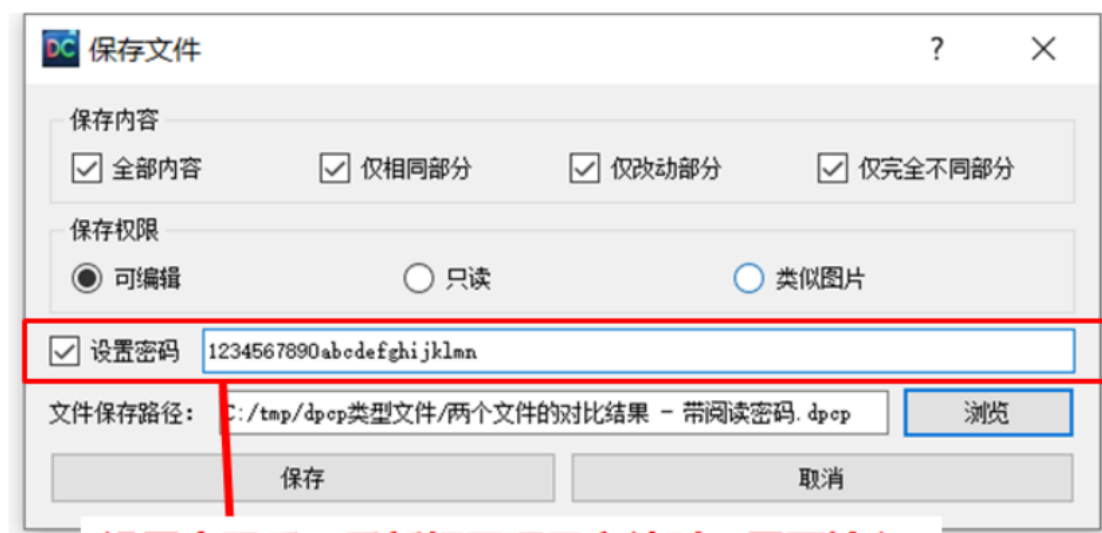 DC 保存文件 ?
保存内容
全部内容 仅相同部分 仅改动部分 仅完全不同部分
保存权限
可编辑 只读 类似图片
设置密码 1234567890abcdefghijklmn
文件保存路径： C:/tmp/dpcp类型文件/两个文件的对比结果 - 带阅读密码.dpcp 浏览
保存 取消